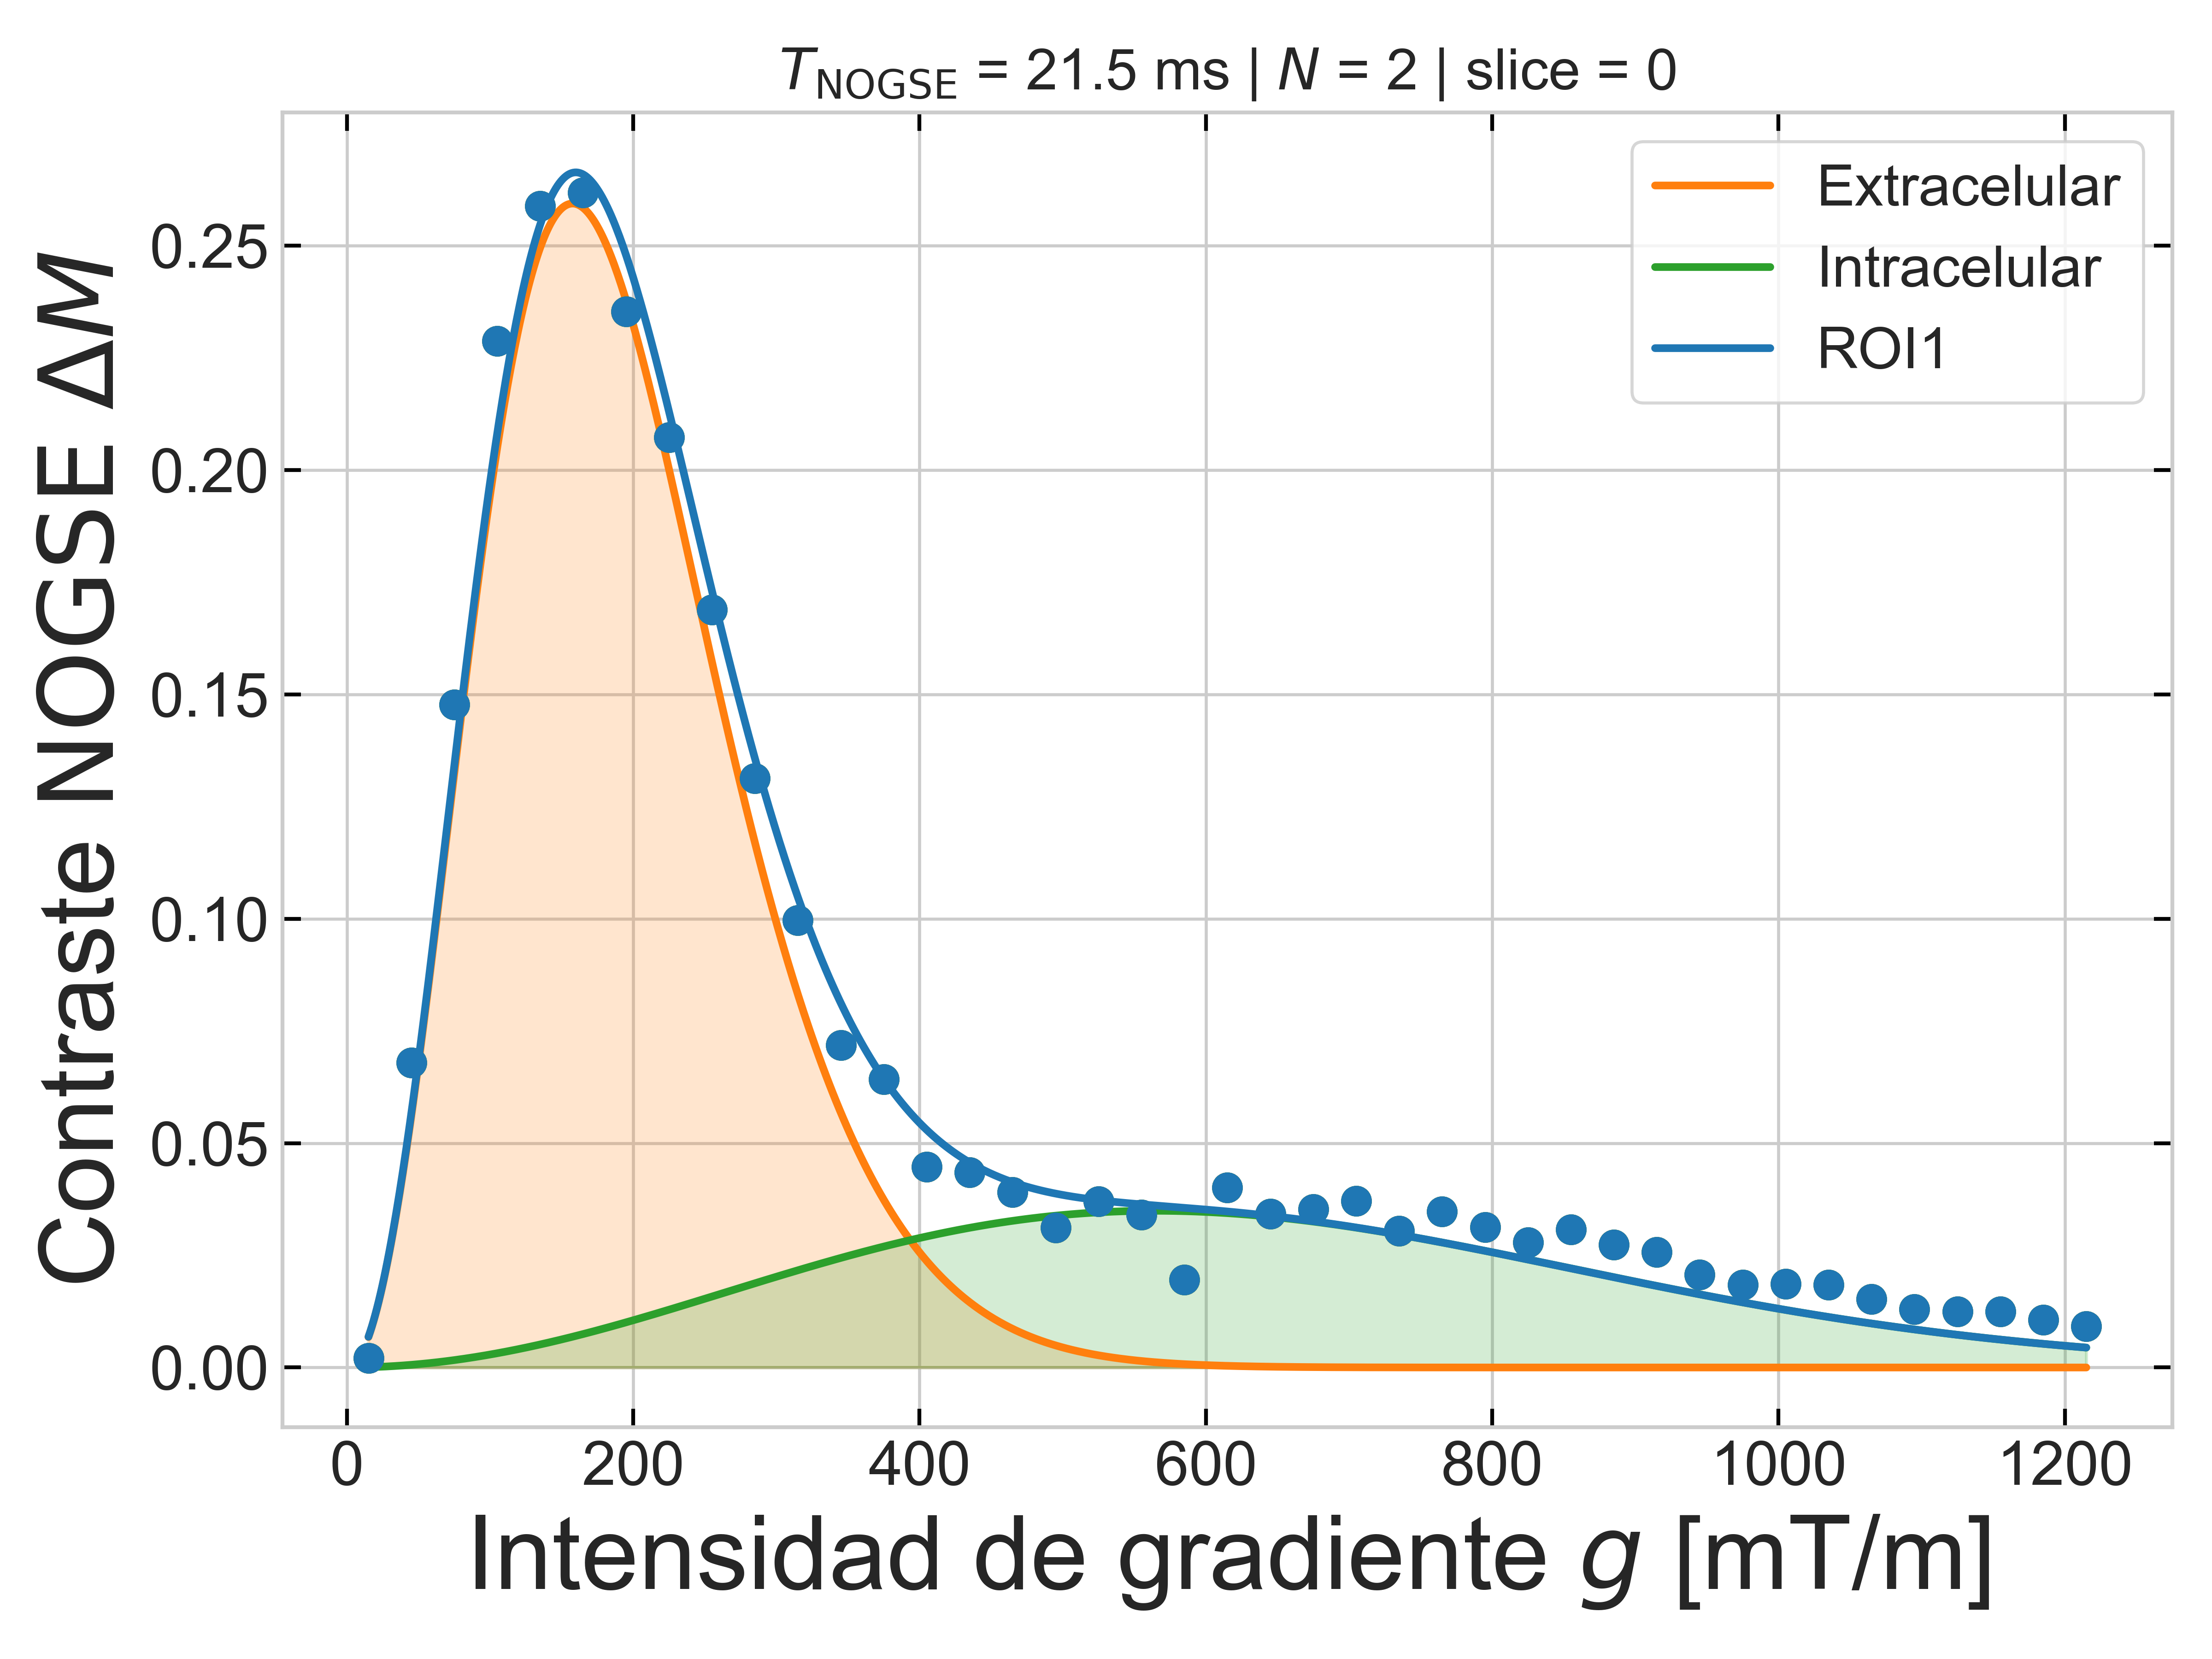 T_NOGSE = 21.5 ms | N = 2 | slice = 0
Contraste NOGSE ΔM
0.25
0.20
0.15
0.10
0.05
0.00
Extracelular
Intracelular
ROI1
0 200 400 600 800 1000 1200
Intensidad de gradiente g [mT/m]